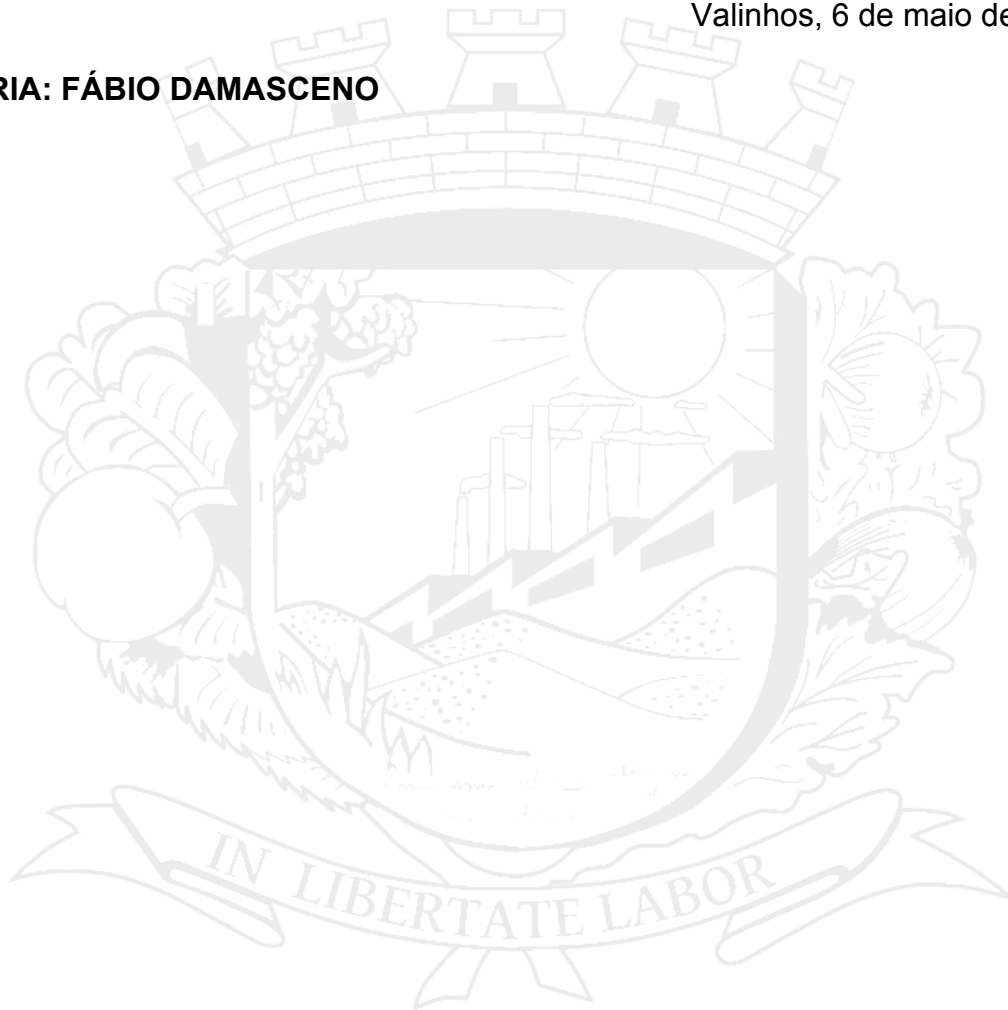 Valinhos, 6 de maio de
RIA: FÁBIO DAMASCENO
IN LIBERTATE LABOR